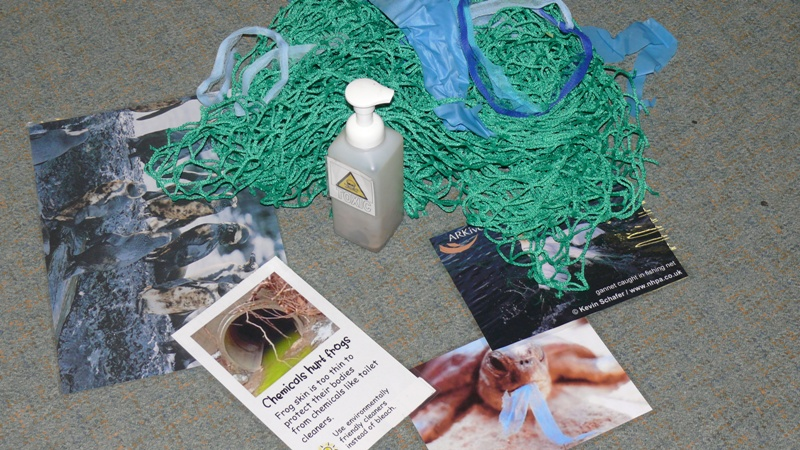 TOXIC
ARKive
gannet caught in fishing net
© Kevin Schafer / www.nhpa.co.uk
Chemicals hurt frogs
Frog skin is too thin to
protect their bodies
from chemicals like toilet
cleaners.
Use environmentally
friendly cleaners
instead of bleach.